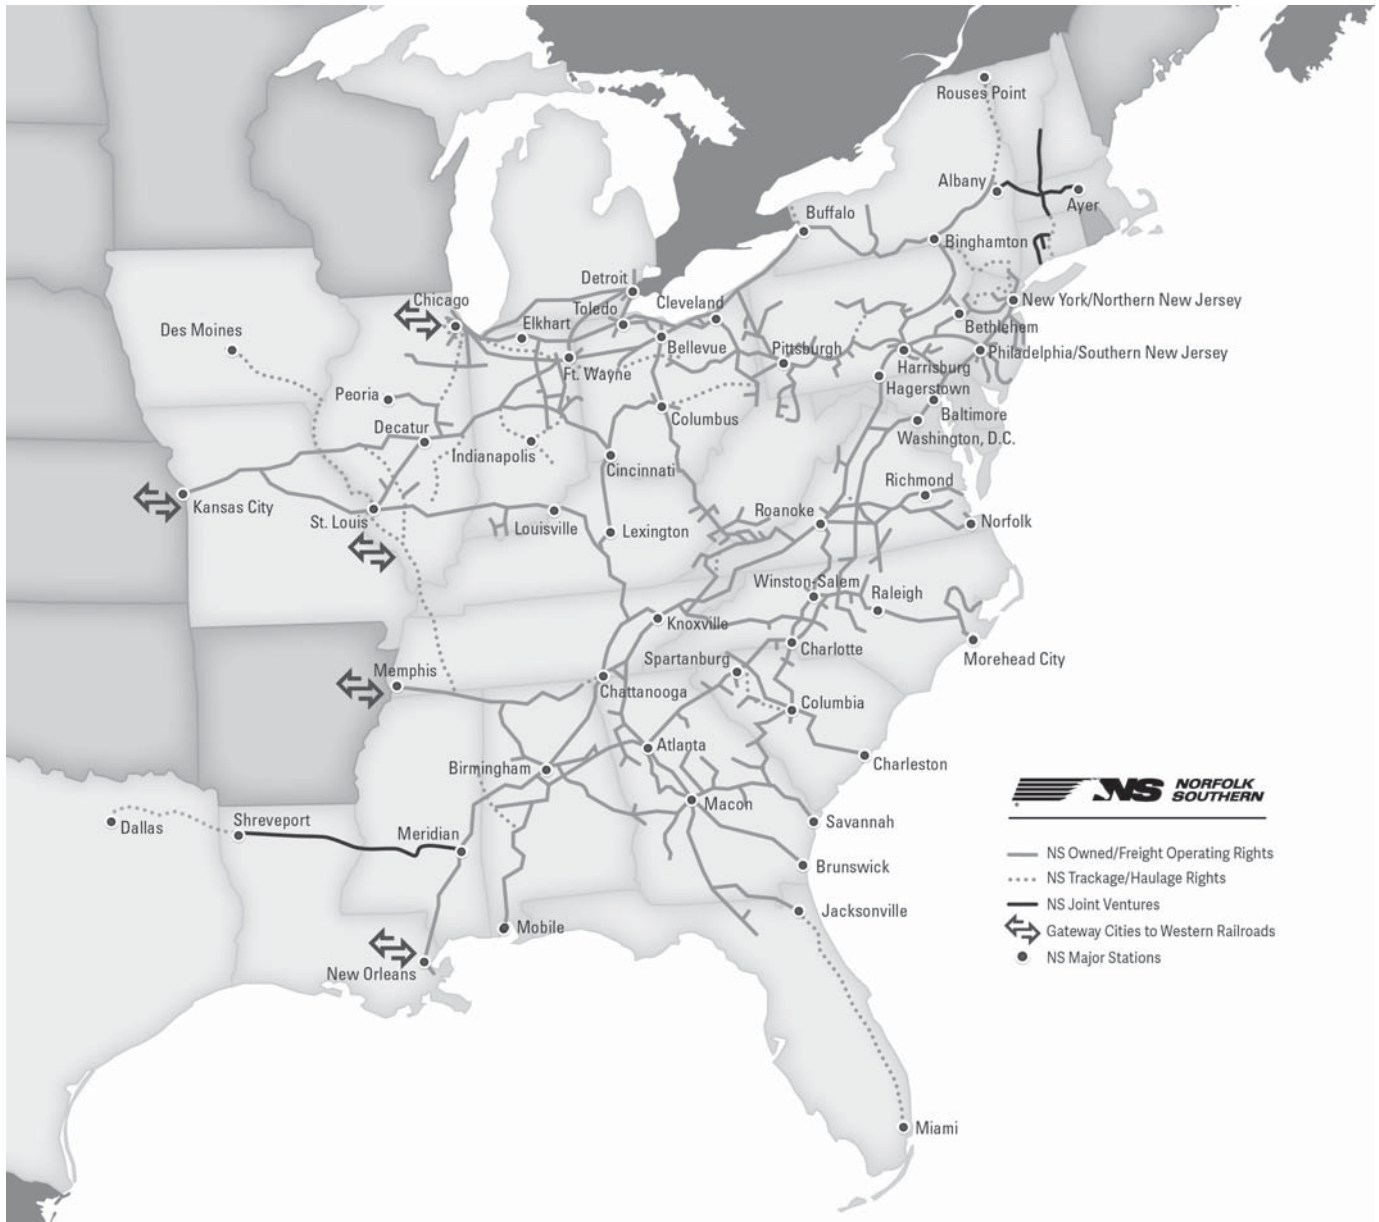 Rouses Point
Albany
Ayer
Buffalo
Binghamton
Detroit
Chicago
Toledo
Cleveland
New York/Northern New Jersey
Des Moines
Elkhart
Bethlehem
Bellevue
Pittsburgh
Philadelphia/Southern New Jersey
Harrisburg
Ft. Wayne
Hagerstown
Peoria
Baltimore
Columbus
Decatur
Washington, D.C.
Indianapolis
Cincinnati
Richmond
Kansas City
Roanoke
St. Louis
Louisville
Lexington
Norfolk
Winston-Salem
Raleigh
Knoxville
Charlotte
Spartanburg
Morehead City
Memphis
Chattanooga
Columbia
Atlanta
Birmingham
Charleston
NS NORFOLK
SOUTHERN
Macon
Dallas
Shreveport
Savannah
Meridian
NS Owned/Freight Operating Rights
Brunswick
NS Trackage/Haulage Rights
NS Joint Ventures
Jacksonville
Mobile
Gateway Cities to Western Railroads
NS Major Stations
New Orleans
Miami